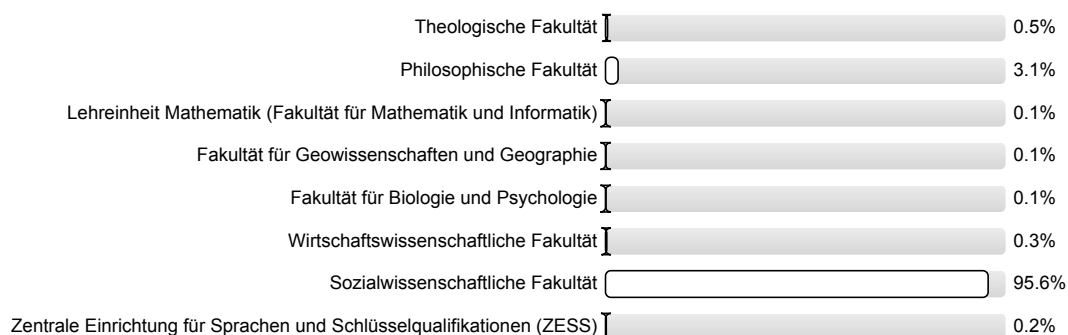 Theologische Fakultät 0.5%
Philosophische Fakultät 3.1%
Lehreinheit Mathematik (Fakultät für Mathematik und Informatik) 0.1%
Fakultät für Geowissenschaften und Geographie 0.1%
Fakultät für Biologie und Psychologie 0.1%
Wirtschaftswissenschaftliche Fakultät 0.3%
Sozialwissenschaftliche Fakultät 95.6%
Zentrale Einrichtung für Sprachen und Schlüsselqualifikationen (ZESS) 0.2%